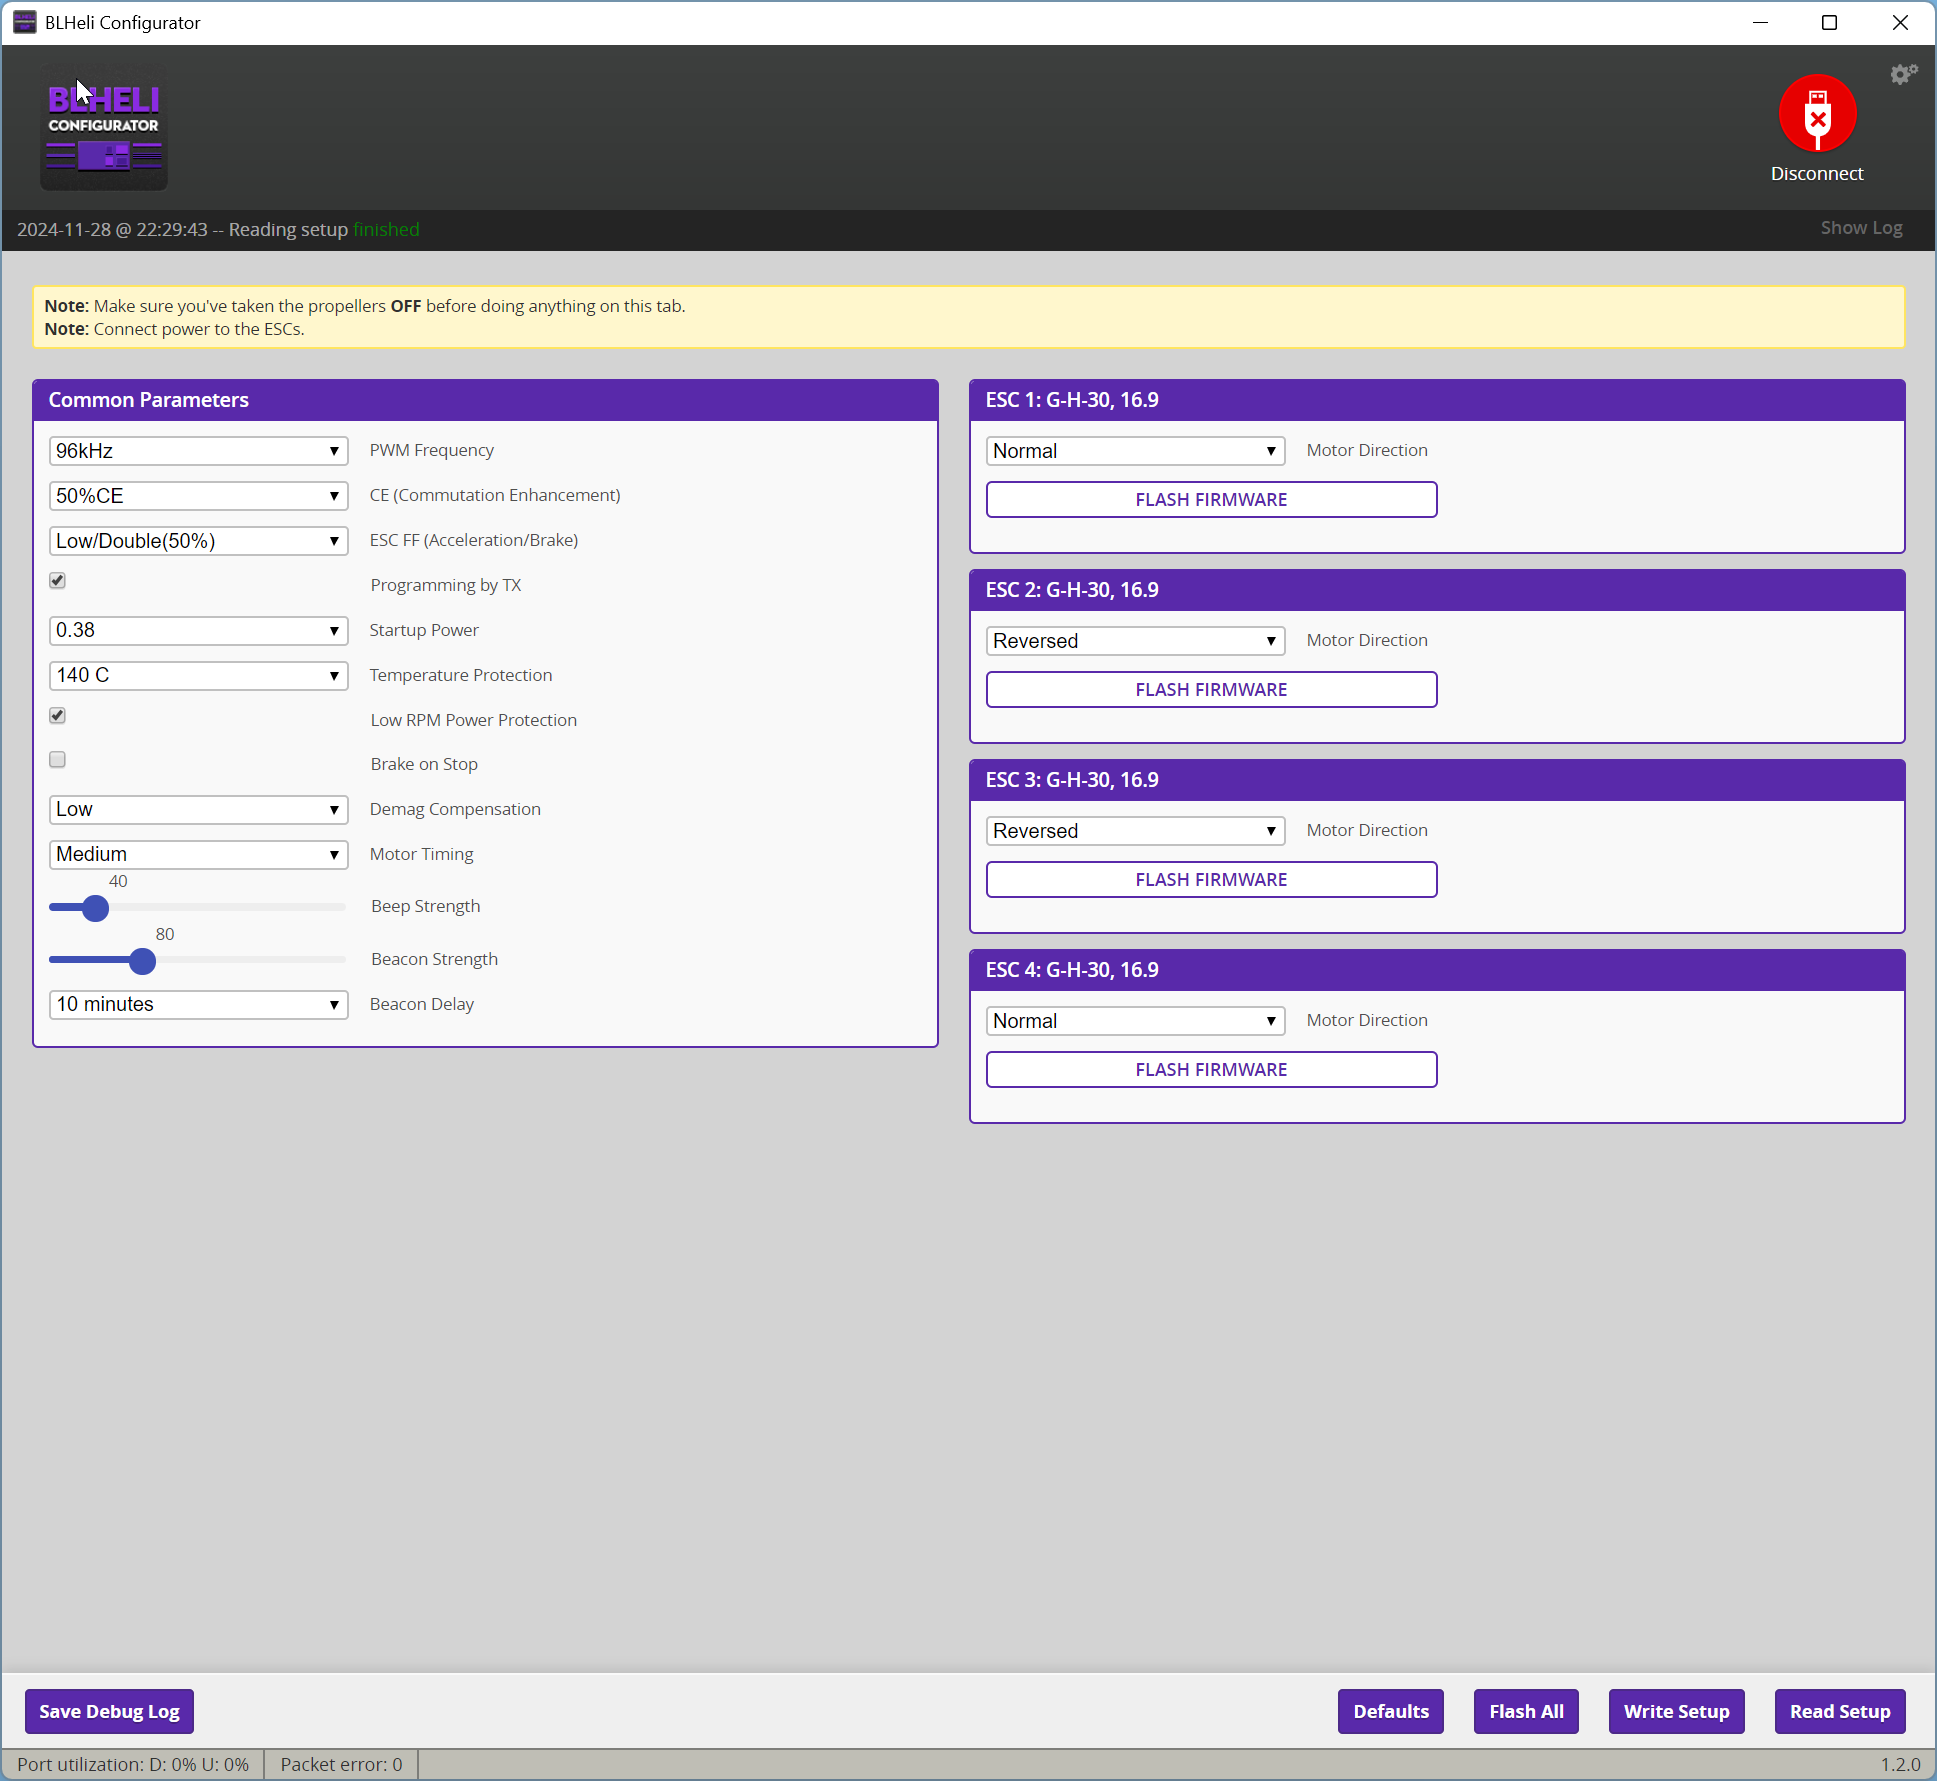 BLHeli Configurator
BLHELI
CONFIGURATOR
Disconnect
2024-11-28 @ 22:29:43 -- Reading setup finished
Show Log
Note: Make sure you've taken the propellers OFF before doing anything on this tab.
Note: Connect power to the ESCs.
Common Parameters
96kHz PWM Frequency
50%CE CE (Commutation Enhancement)
Low/Double(50%) ESC FF (Acceleration/Brake)
Programming by TX
0.38 Startup Power
140 C Temperature Protection
Low RPM Power Protection
Brake on Stop
Low Demag Compensation
Medium Motor Timing
40
Beep Strength
80
Beacon Strength
10 minutes Beacon Delay
ESC 1: G-H-30, 16.9
Normal Motor Direction
FLASH FIRMWARE
ESC 2: G-H-30, 16.9
Reversed Motor Direction
FLASH FIRMWARE
ESC 3: G-H-30, 16.9
Reversed Motor Direction
FLASH FIRMWARE
ESC 4: G-H-30, 16.9
Normal Motor Direction
FLASH FIRMWARE
Save Debug Log
Defaults
Flash All
Write Setup
Read Setup
Port utilization: D: 0% U: 0%
Packet error: 0
1.2.0